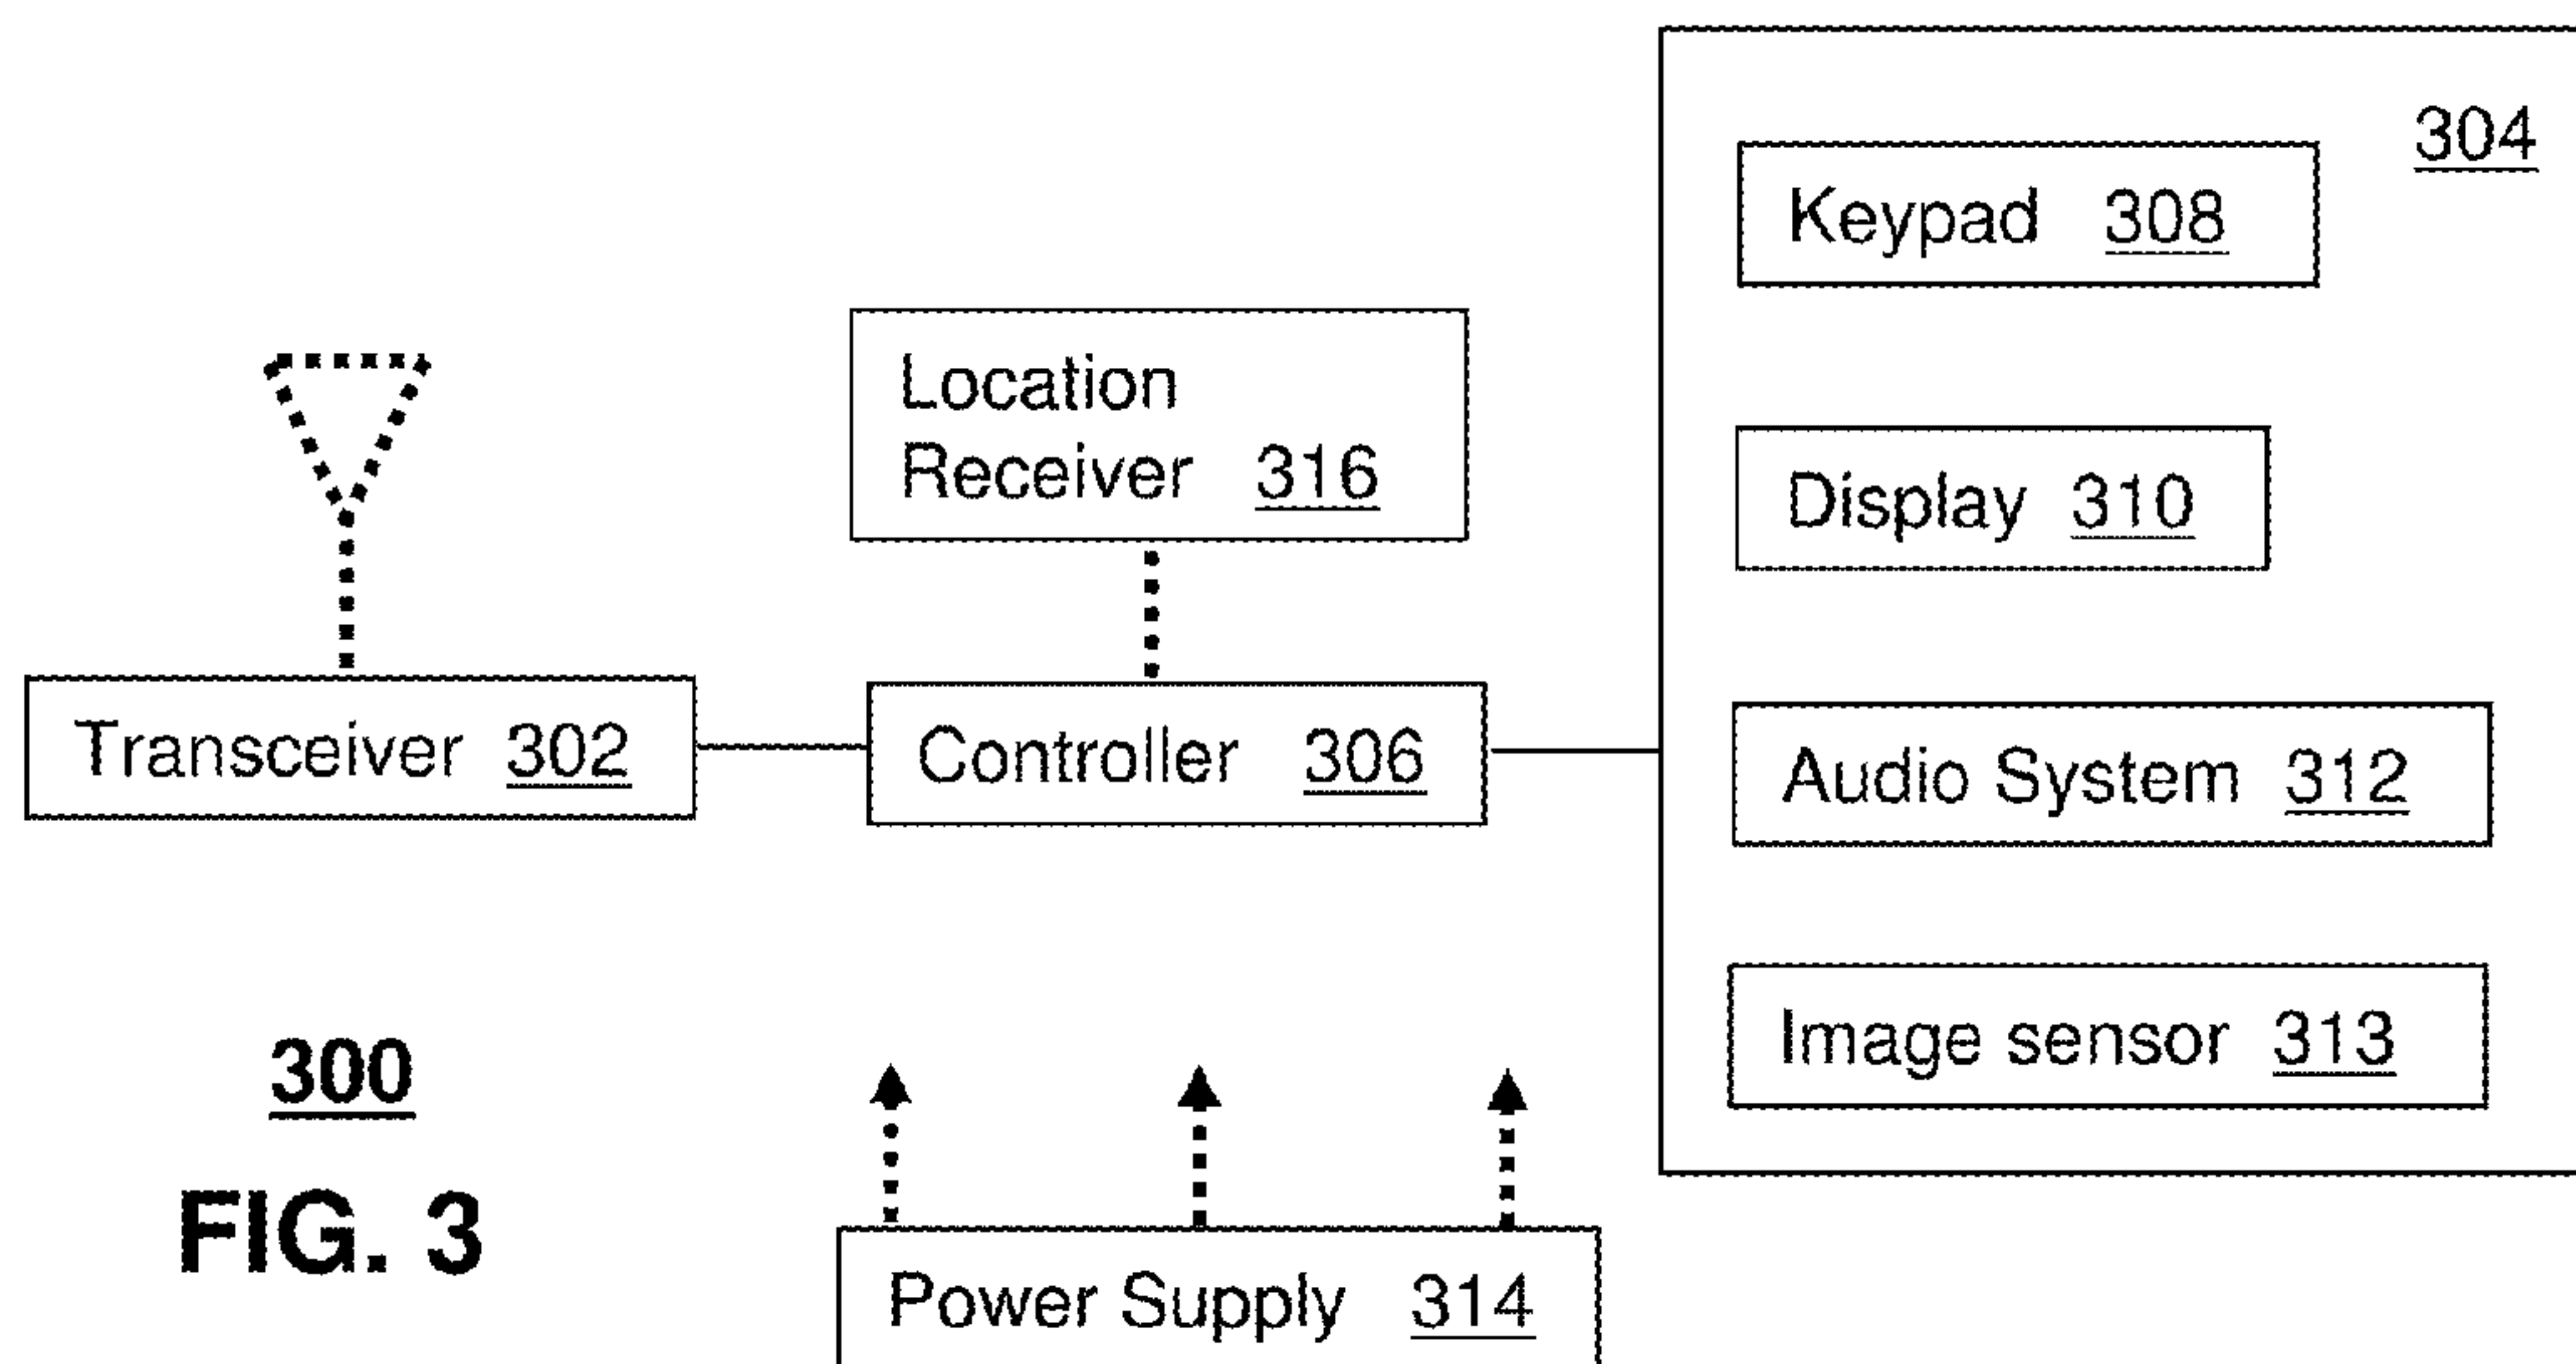 304
Keypad 308
Location
Receiver 316
Display 310
Transceiver 302
Controller 306
Audio System 312
Image sensor 313
300
FIG. 3
Power Supply 314